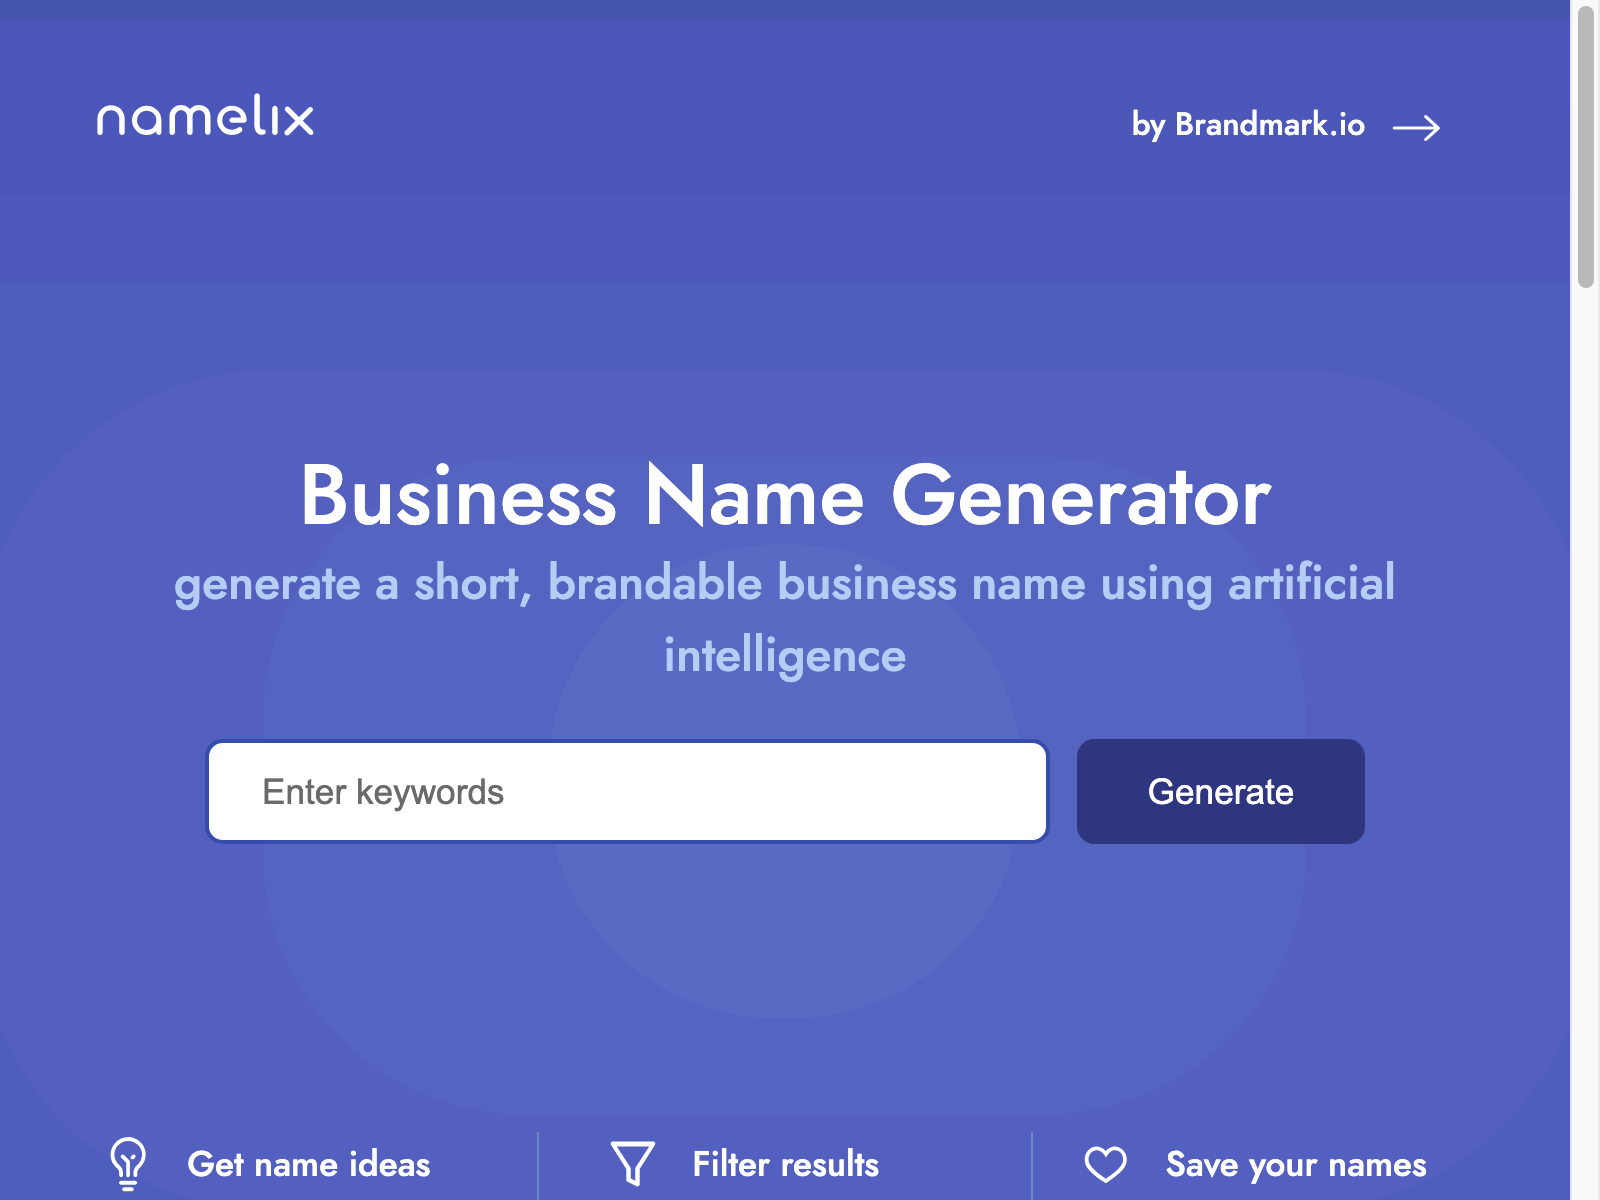 namelix
by Brandmark.io
Business Name Generator
generate a short, brandable business name using artificial
intelligence
Enter keywords
Generate
Get name ideas
Filter results
Save your names